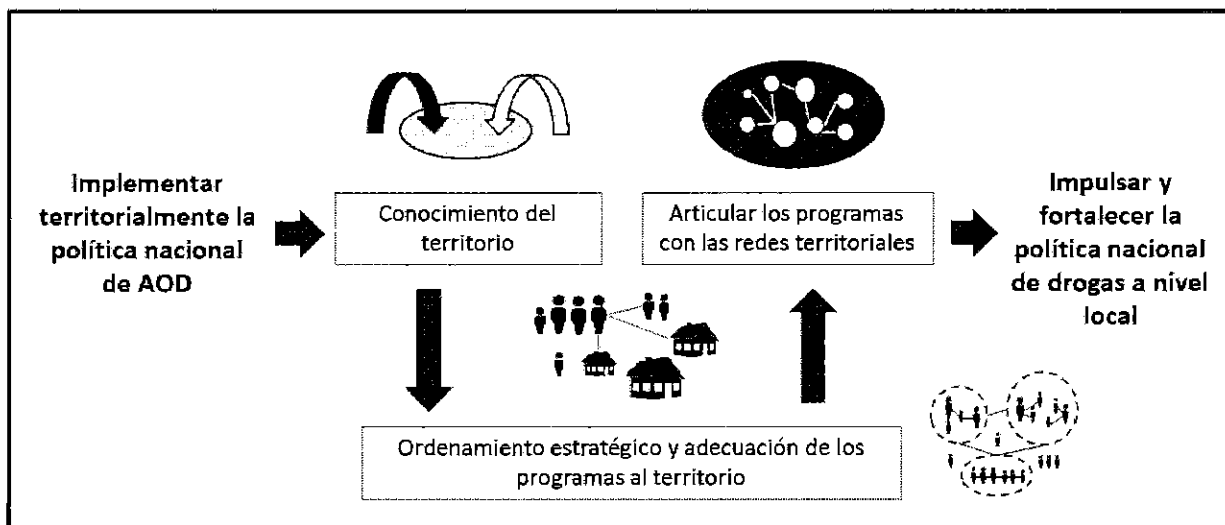 Implementar
territorialmente la
política nacional
de AOD
Conocimiento del
territorio
Articular los programas
con las redes territoriales
Impulsar y
fortalecer la
política nacional
de drogas a nivel
local
Ordenamiento estratégico y adecuación de los
programas al territorio